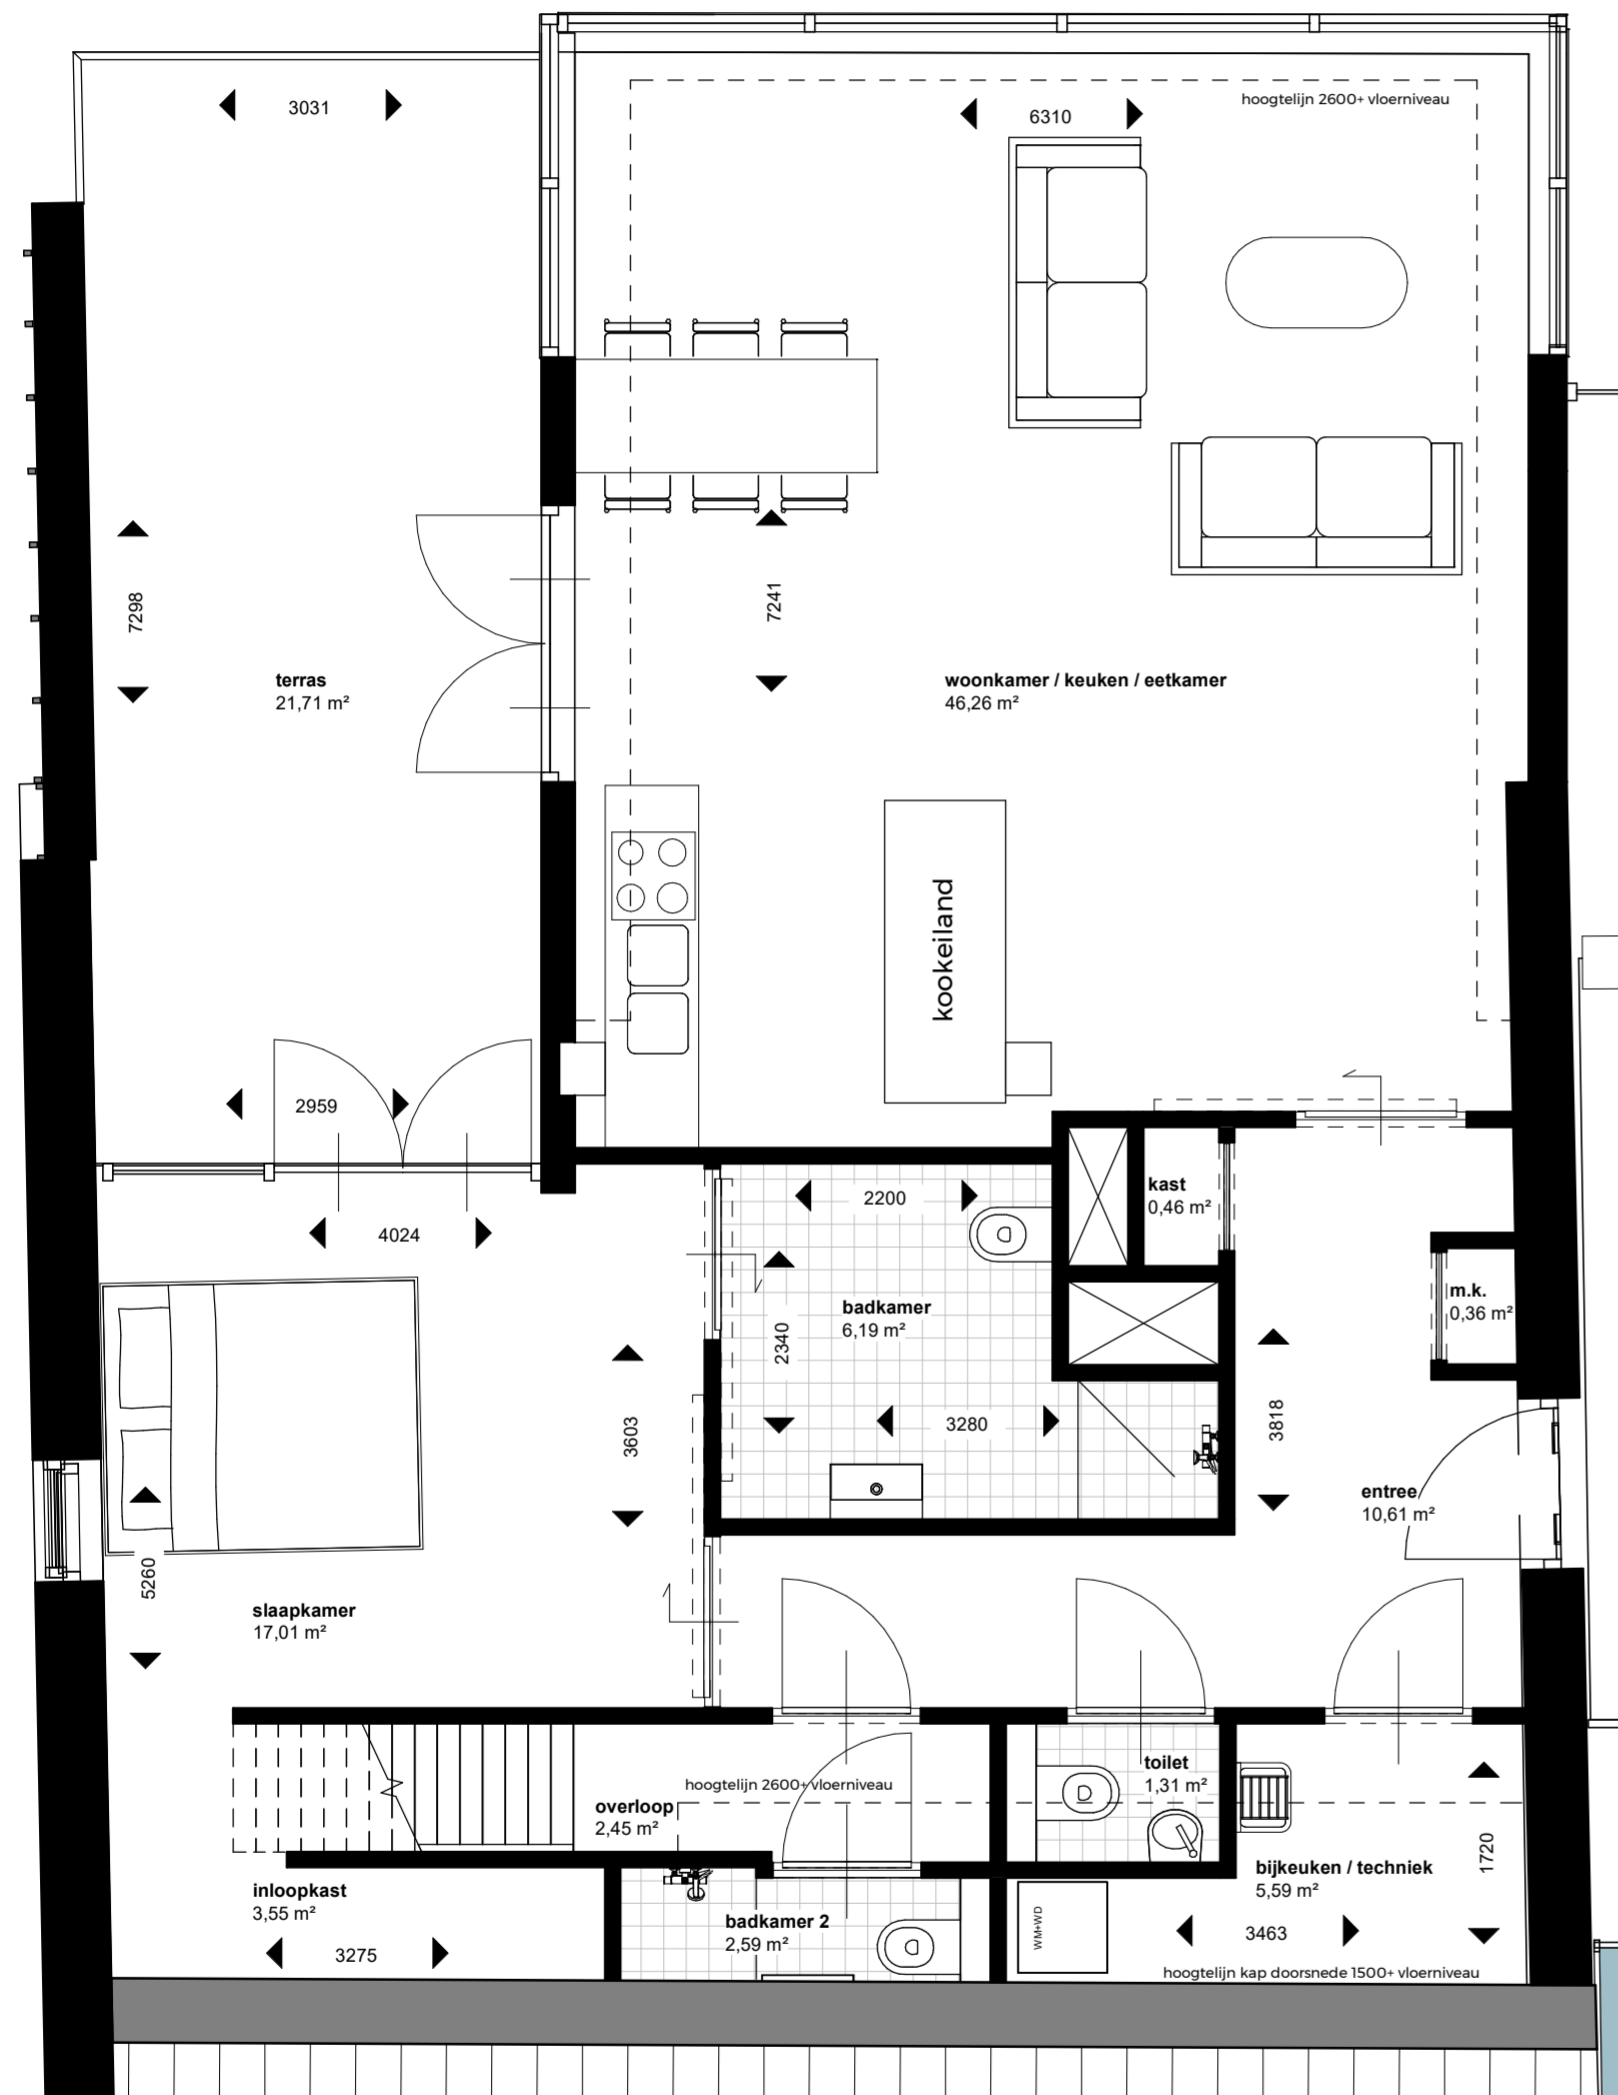 hoogtelijn 2600+ vloerniveau
3031
6310
7298
7241
terras
21,71 m²
woonkamer / keuken / eetkamer
46,26 m²
kookeiland
2959
kast
0,46 m²
2200
4024
m.k.
0,36 m²
badkamer
6,19 m²
2340
3280
3603
3818
entree
10,61 m²
5260
slaapkamer
17,01 m²
toilet
1,31 m²
hoogtelijn 2600+ vloerniveau
overloop
2,45 m²
1720
bijkeuken / techniek
5,59 m²
inloopkast
3,55 m²
badkamer 2
2,59 m²
WM+WD
3463
3275
hoogtelijn kap doorsnede 1500+ vloerniveau